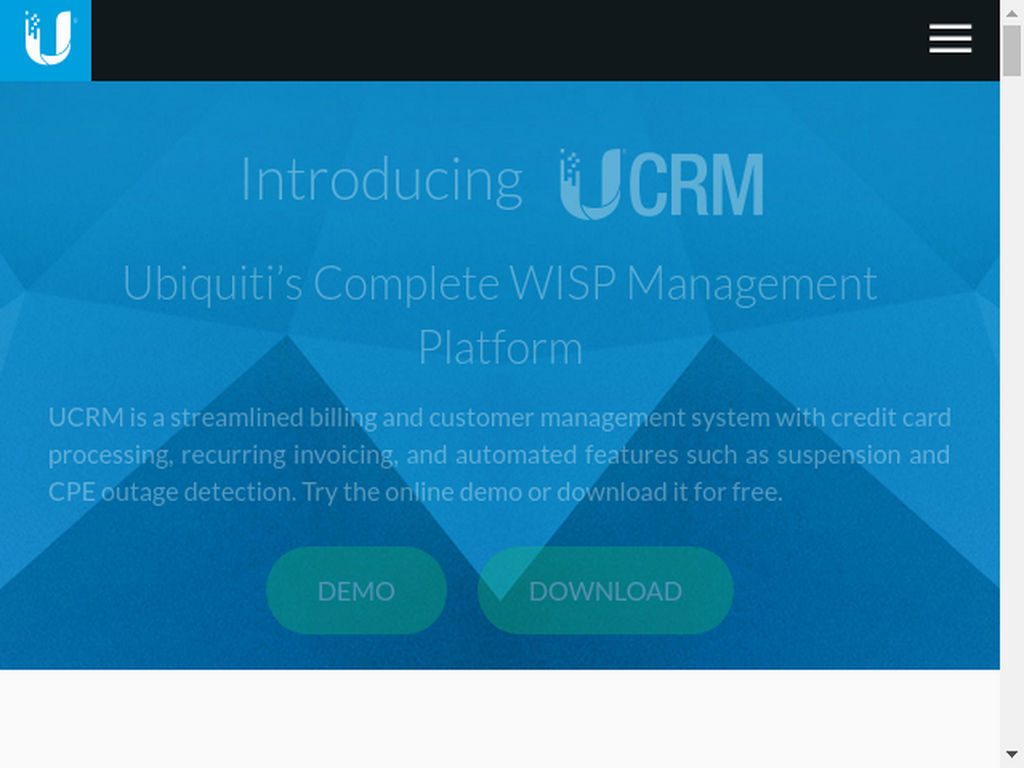 Introducing UCRM
Ubiquiti’s Complete WISP Management
Platform
UCRM is a streamlined billing and customer management system with credit card
processing, recurring invoicing, and automated features such as suspension and
CPE outage detection. Try the online demo or download it for free.
DEMO DOWNLOAD